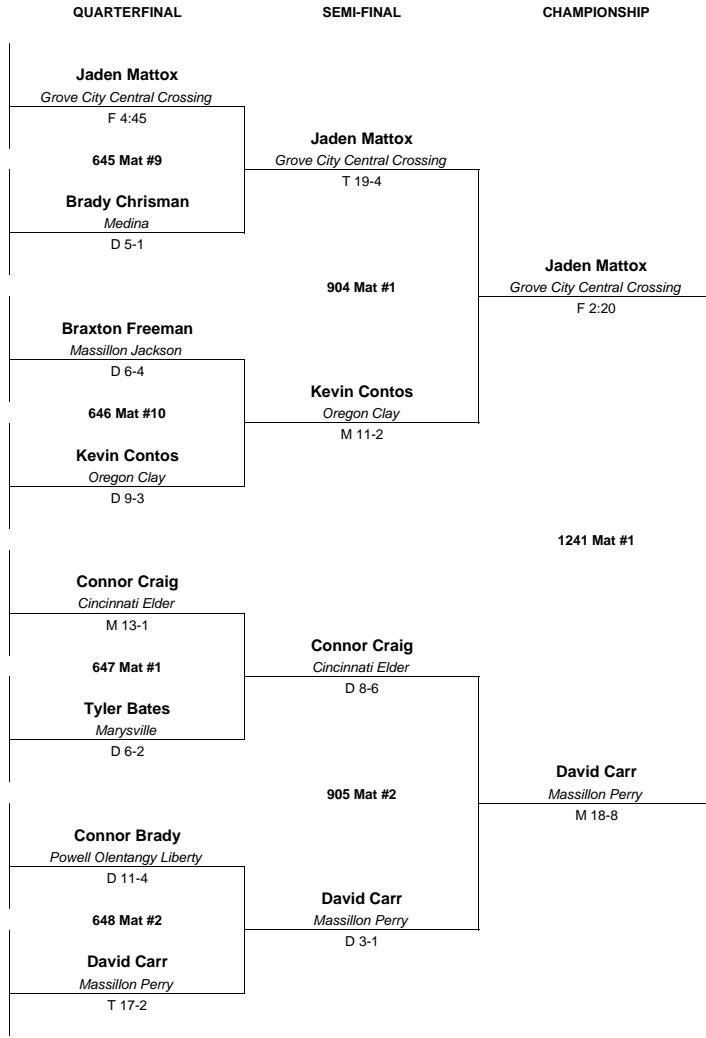 QUARTERFINAL
SEMI-FINAL
CHAMPIONSHIP
Jaden Mattox
Grove City Central Crossing
F 4:45
645 Mat #9
Brady Chrisman
Medina
D 5-1
Braxton Freeman
Massillon Jackson
D 6-4
646 Mat #10
Kevin Contos
Oregon Clay
D 9-3
Connor Craig
Cincinnati Elder
M 13-1
647 Mat #1
Tyler Bates
Marysville
D 6-2
Connor Brady
Powell Olentangy Liberty
D 11-4
648 Mat #2
David Carr
Massillon Perry
T 17-2
Jaden Mattox
Grove City Central Crossing
T 19-4
904 Mat #1
Kevin Contos
Oregon Clay
M 11-2
Connor Craig
Cincinnati Elder
D 8-6
905 Mat #2
David Carr
Massillon Perry
D 3-1
Jaden Mattox
Grove City Central Crossing
F 2:20
1241 Mat #1
David Carr
Massillon Perry
M 18-8